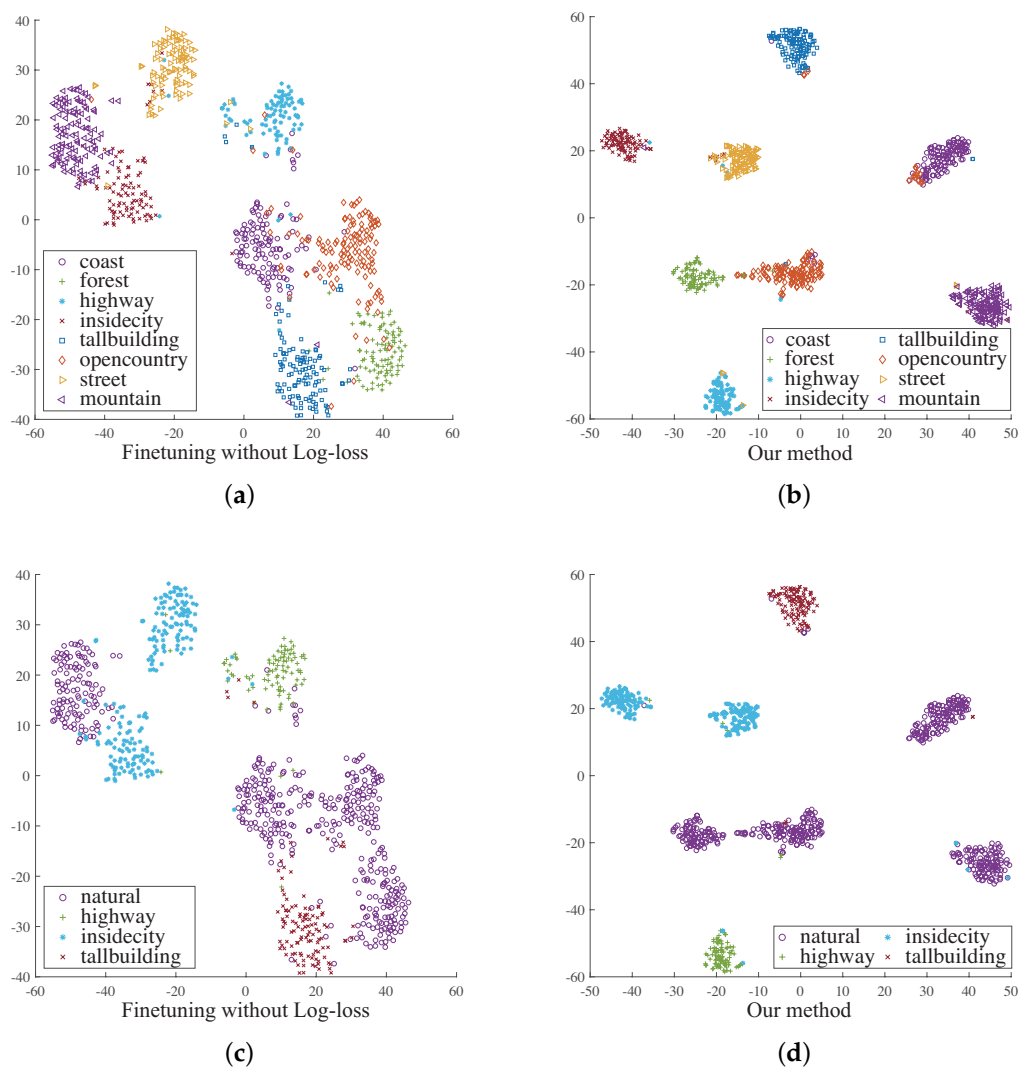 40
30
20
10
0
-10
-20
-30
-40
-60 -40 -20 0 20 40 60
coast
forest
highway
insidecity
tallbuilding
opencountry
street
mountain
Finetuning without Log-loss
(a)
60
40
20
0
-20
-40
-60
-50 -40 -30 -20 -10 0 10 20 30 40 50
coast tallbuilding
forest opencountry
highway street
insidecity mountain
Our method
(b)
40
30
20
10
0
-10
-20
-30
-40
-60 -40 -20 0 20 40 60
natural
highway
insidecity
tallbuilding
Finetuning without Log-loss
(c)
60
40
20
0
-20
-40
-60
-50 -40 -30 -20 -10 0 10 20 30 40 50
natural insidecity
highway tallbuilding
Our method
(d)